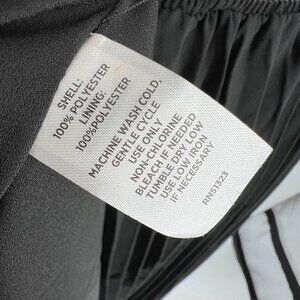 SHELL:
100% POLYESTER
LINING:
100%POLYESTER
MACHINE WASH COLD,
GENTLE CYCLE
USE ONLY
NON-CHLORINE
BLEACH IF NEEDED
TUMBLE DRY LOW
USE LOW IRON
IF NECESSARY
RN51323